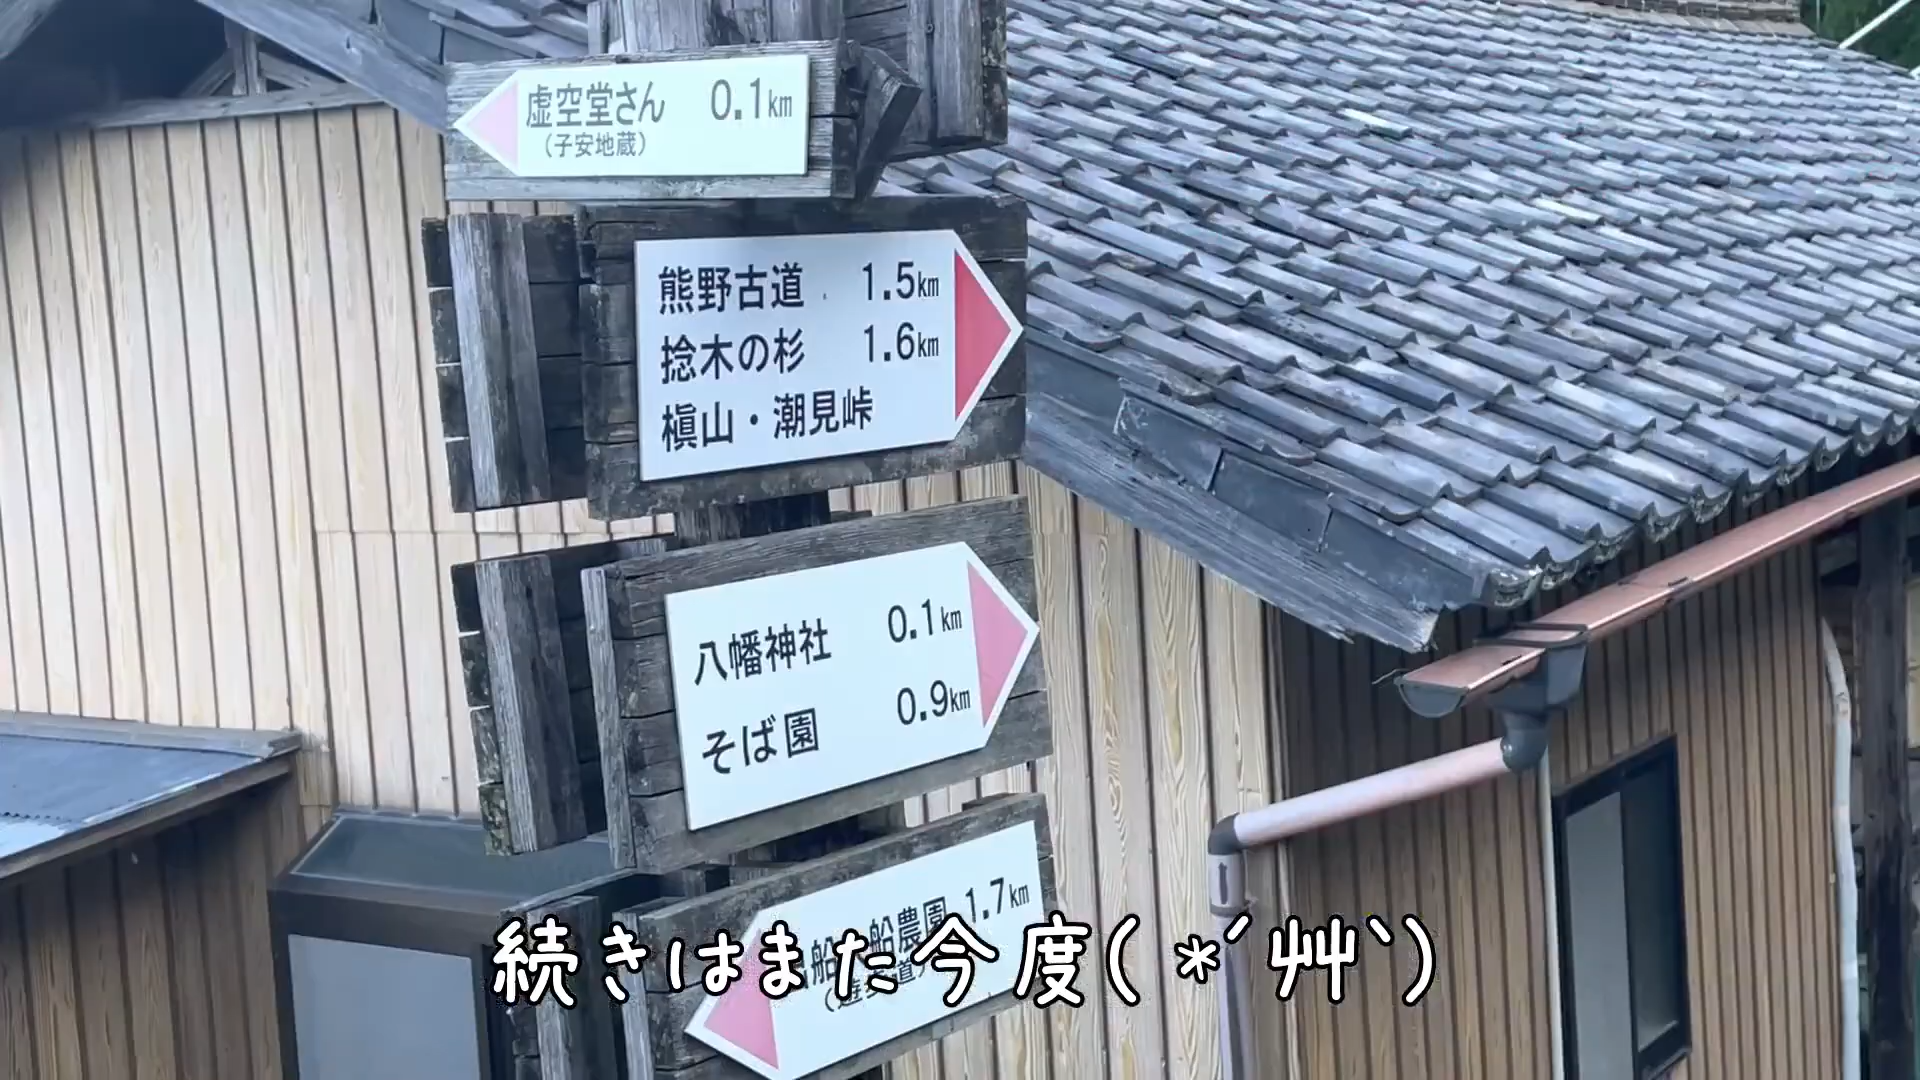 虚空堂さん 0.1km
(子安地蔵)
熊野古道 1.5km
捻木の杉 1.6km
槇山・潮見峠
八幡神社 0.1km
そば園 0.9km
船農園 1.7km
続きはまた今度( *´艸`)